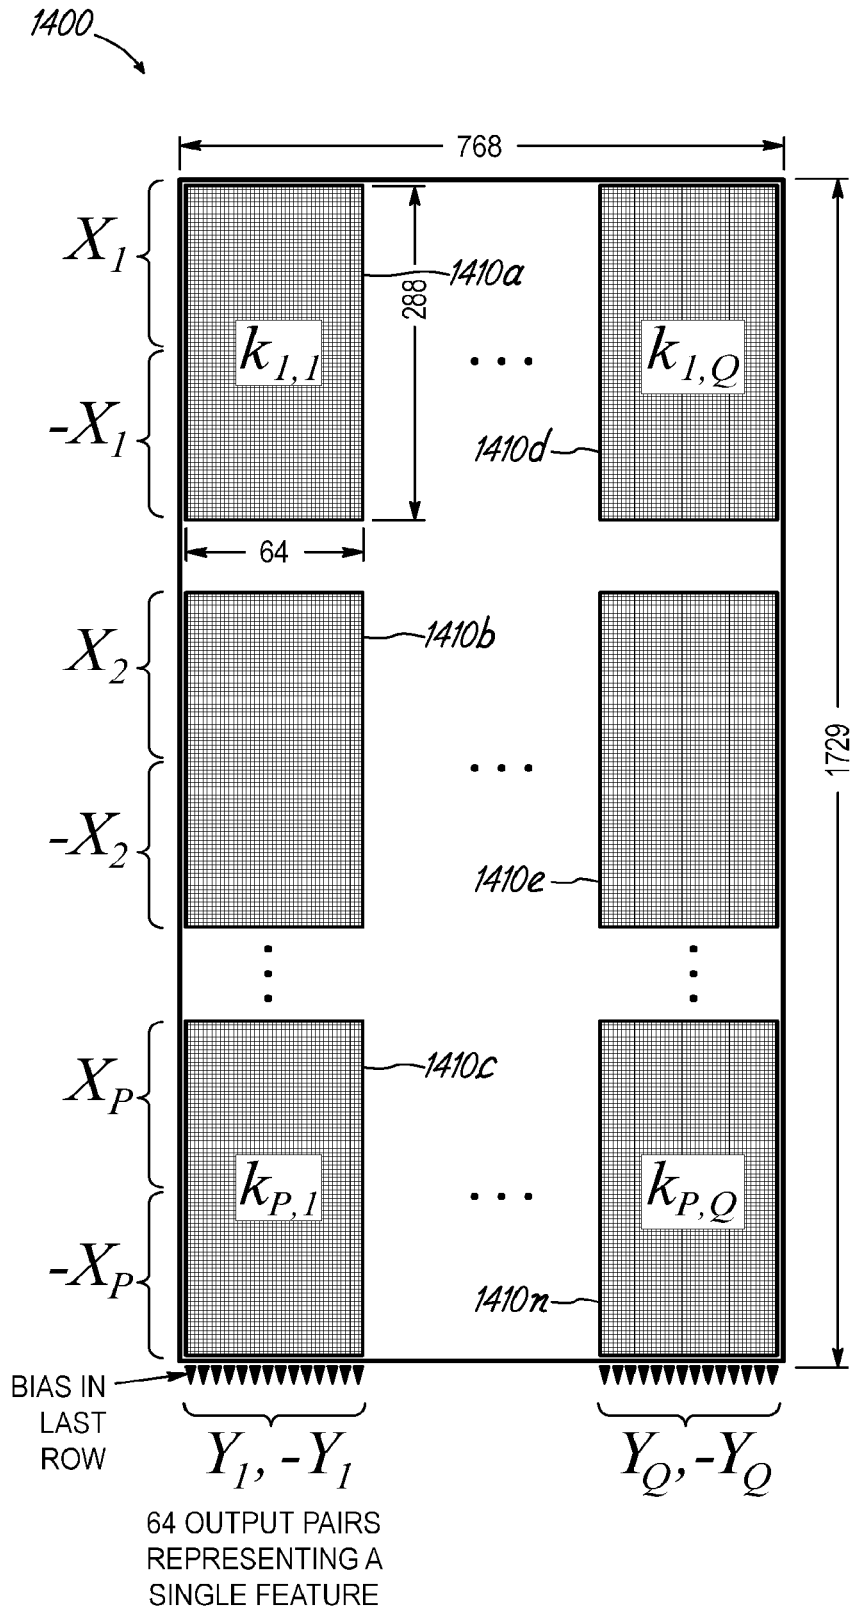 1400
768
X1
-X1
k1,1
288
1410a
k1,Q
1410d
64
X2
-X2
1410b
1729
1410e
XP
-XP
1410c
kP,1
kP,Q
1410n
BIAS IN
LAST
ROW
Y1, -Y1
YQ, -YQ
64 OUTPUT PAIRS
REPRESENTING A
SINGLE FEATURE